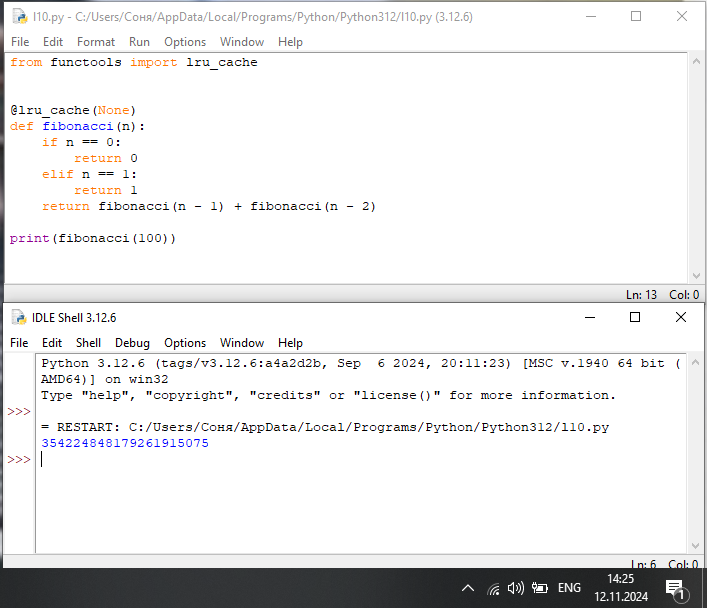 l10.py - C:/Users/Соня/AppData/Local/Programs/Python/Python312/l10.py (3.12.6)
File Edit Format Run Options Window Help
from functools import lru_cache
@lru_cache(None)
def fibonacci(n):
    if n == 0:
        return 0
    elif n == 1:
        return 1
    return fibonacci(n - 1) + fibonacci(n - 2)
print(fibonacci(100))
Ln: 13 Col: 0
IDLE Shell 3.12.6
File Edit Shell Debug Options Window Help
Python 3.12.6 (tags/v3.12.6:a4a2d2b, Sep  6 2024, 20:11:23) [MSC v.1940 64 bit (
AMD64)] on win32
Type "help", "copyright", "credits" or "license()" for more information.
>>>
= RESTART: C:/Users/Соня/AppData/Local/Programs/Python/Python312/l10.py
354224848179261915075
>>>
Ln: 6 Col: 0
ENG
14:25
12.11.2024
1